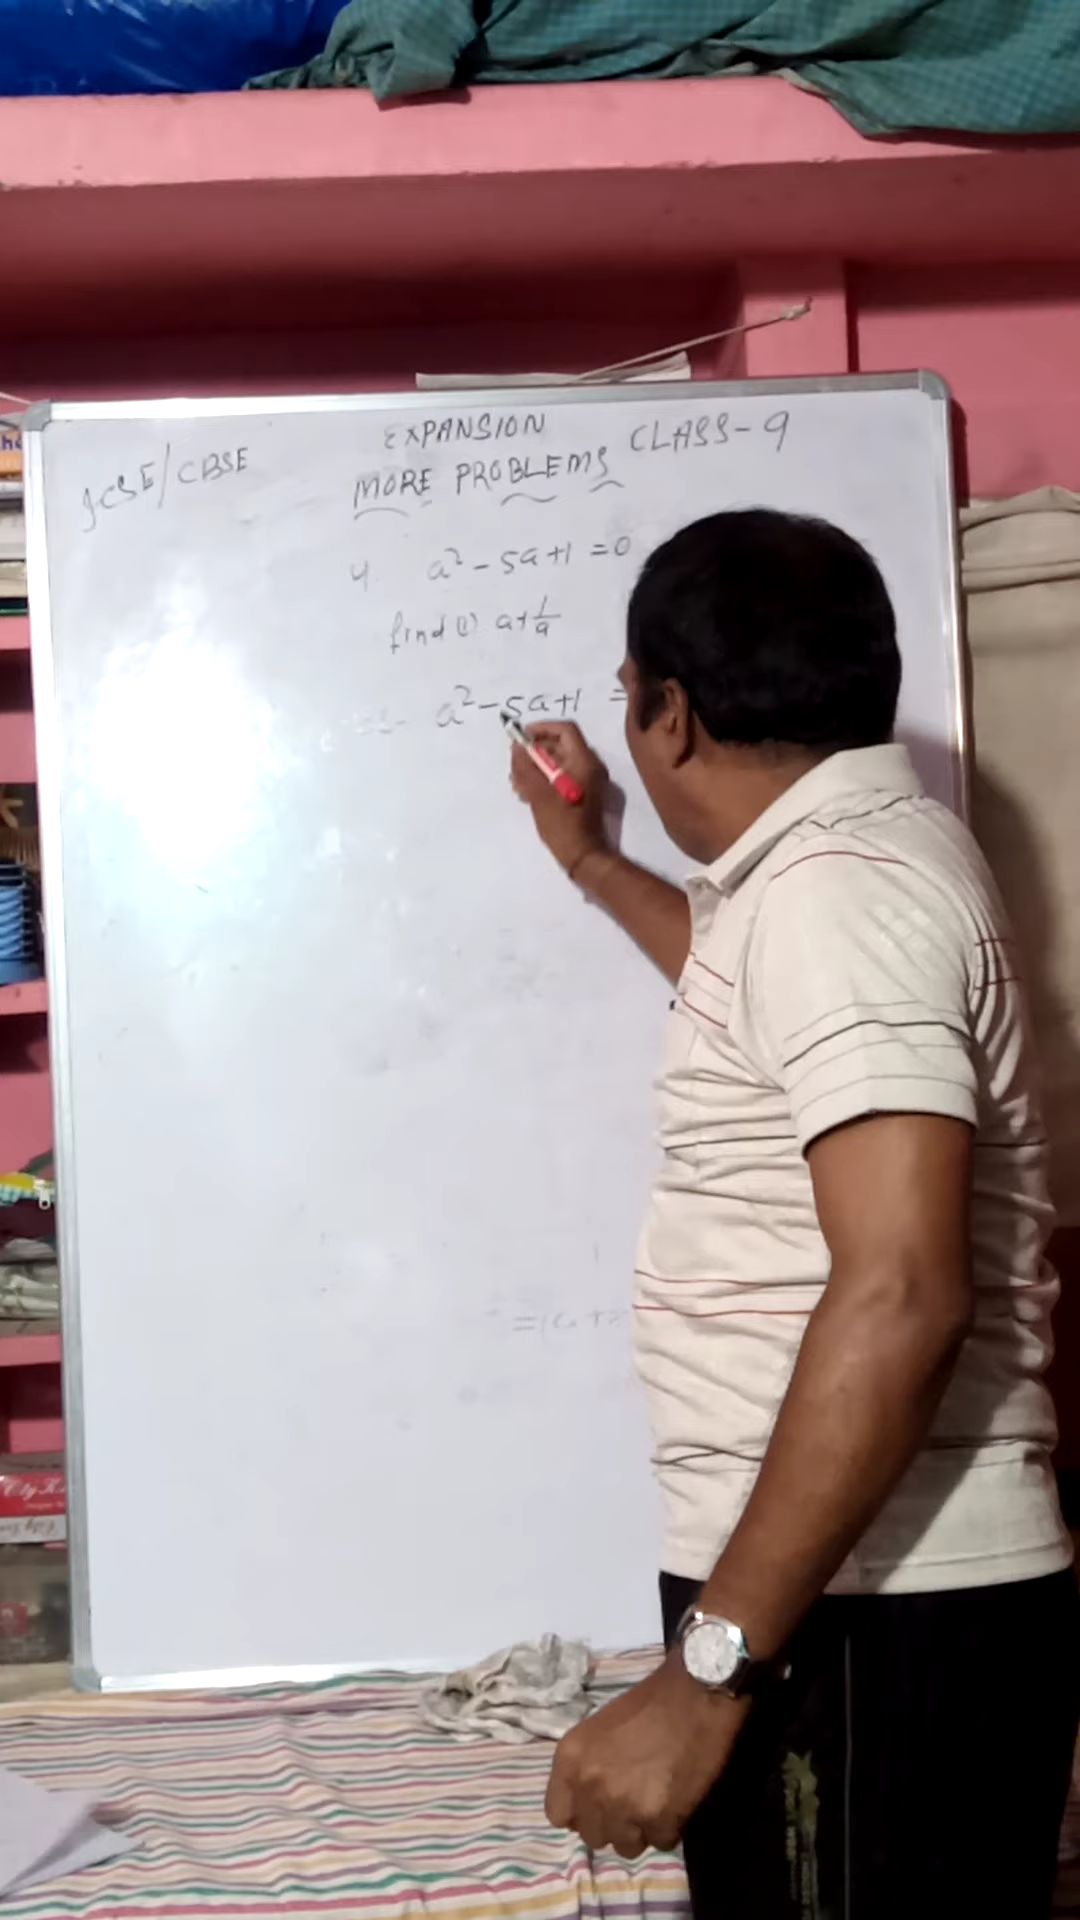 EXPANSION
ICSE/CBSE
CLASS-9
MORE PROBLEMS
4. a² - 5a + 1 = 0
find (i) a + 1/a
a² - 5a + 1 =